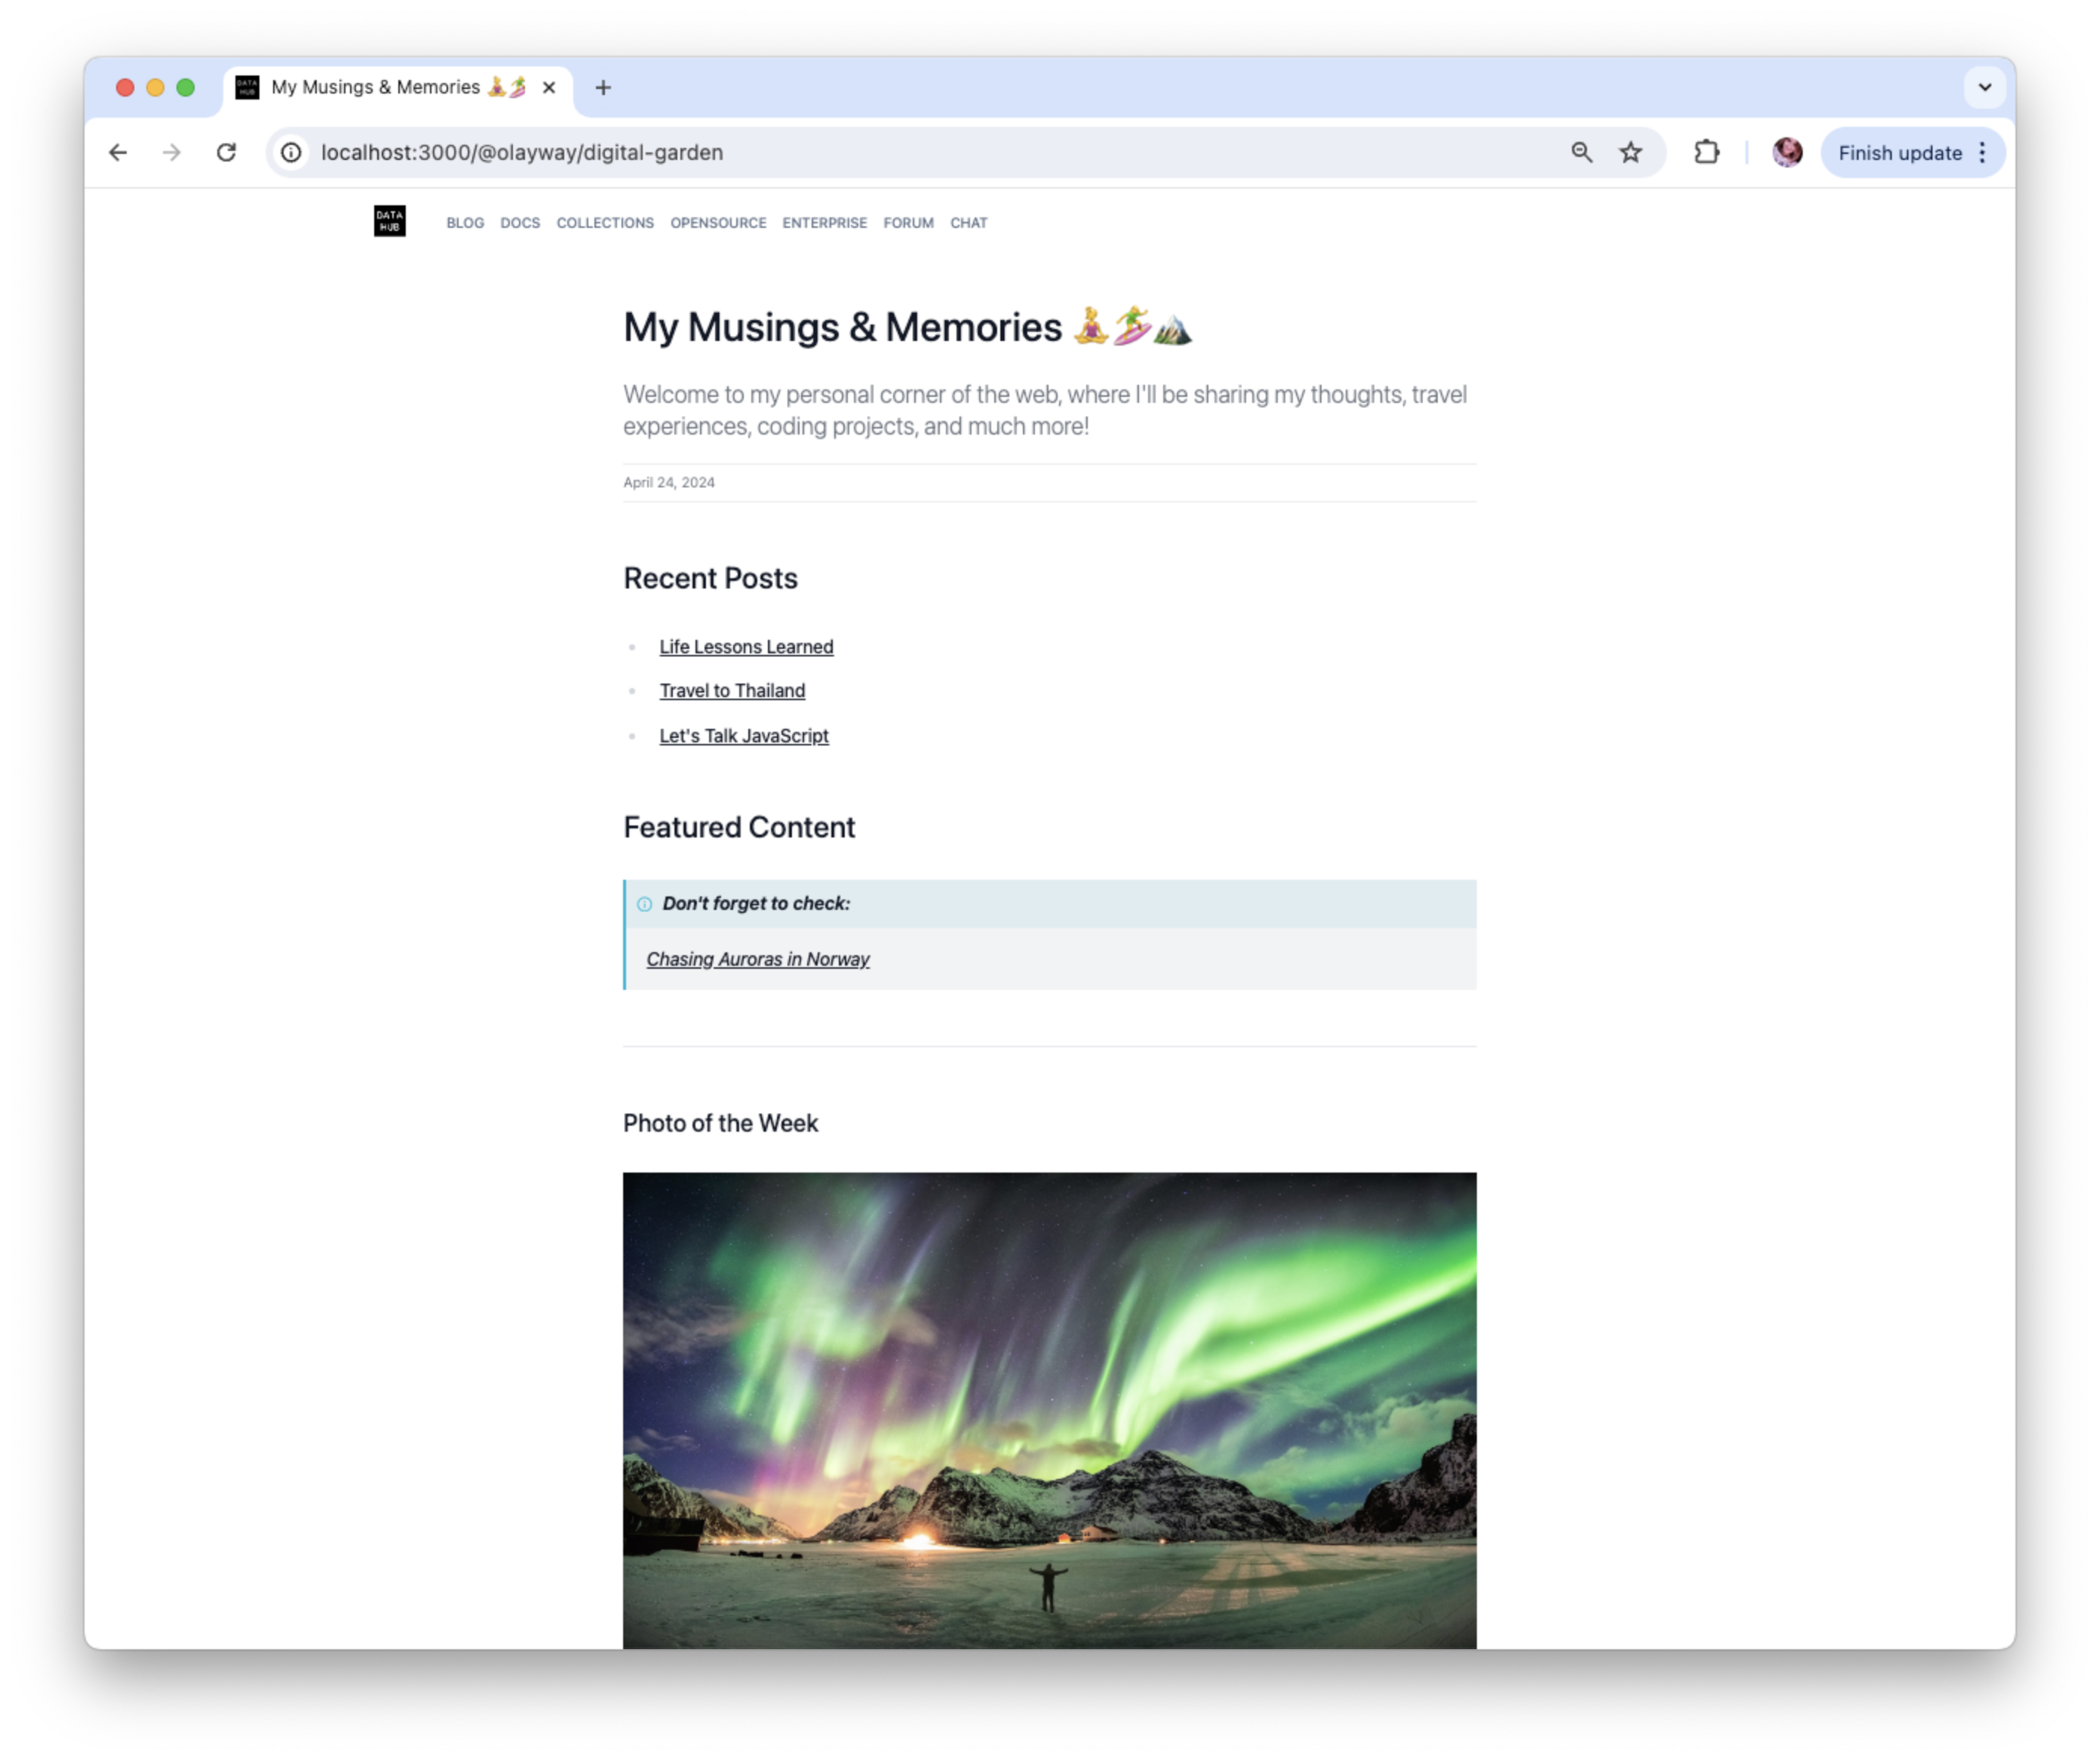 My Musings & Memories 🧘‍♀️🏄‍♀️
localhost:3000/@olayway/digital-garden
Finish update
DATA
HUB
BLOG DOCS COLLECTIONS OPENSOURCE ENTERPRISE FORUM CHAT
My Musings & Memories 🧘‍♀️🏄‍♀️⛰️
Welcome to my personal corner of the web, where I'll be sharing my thoughts, travel
experiences, coding projects, and much more!
April 24, 2024
Recent Posts
Life Lessons Learned
Travel to Thailand
Let's Talk JavaScript
Featured Content
Don't forget to check:
Chasing Auroras in Norway
Photo of the Week